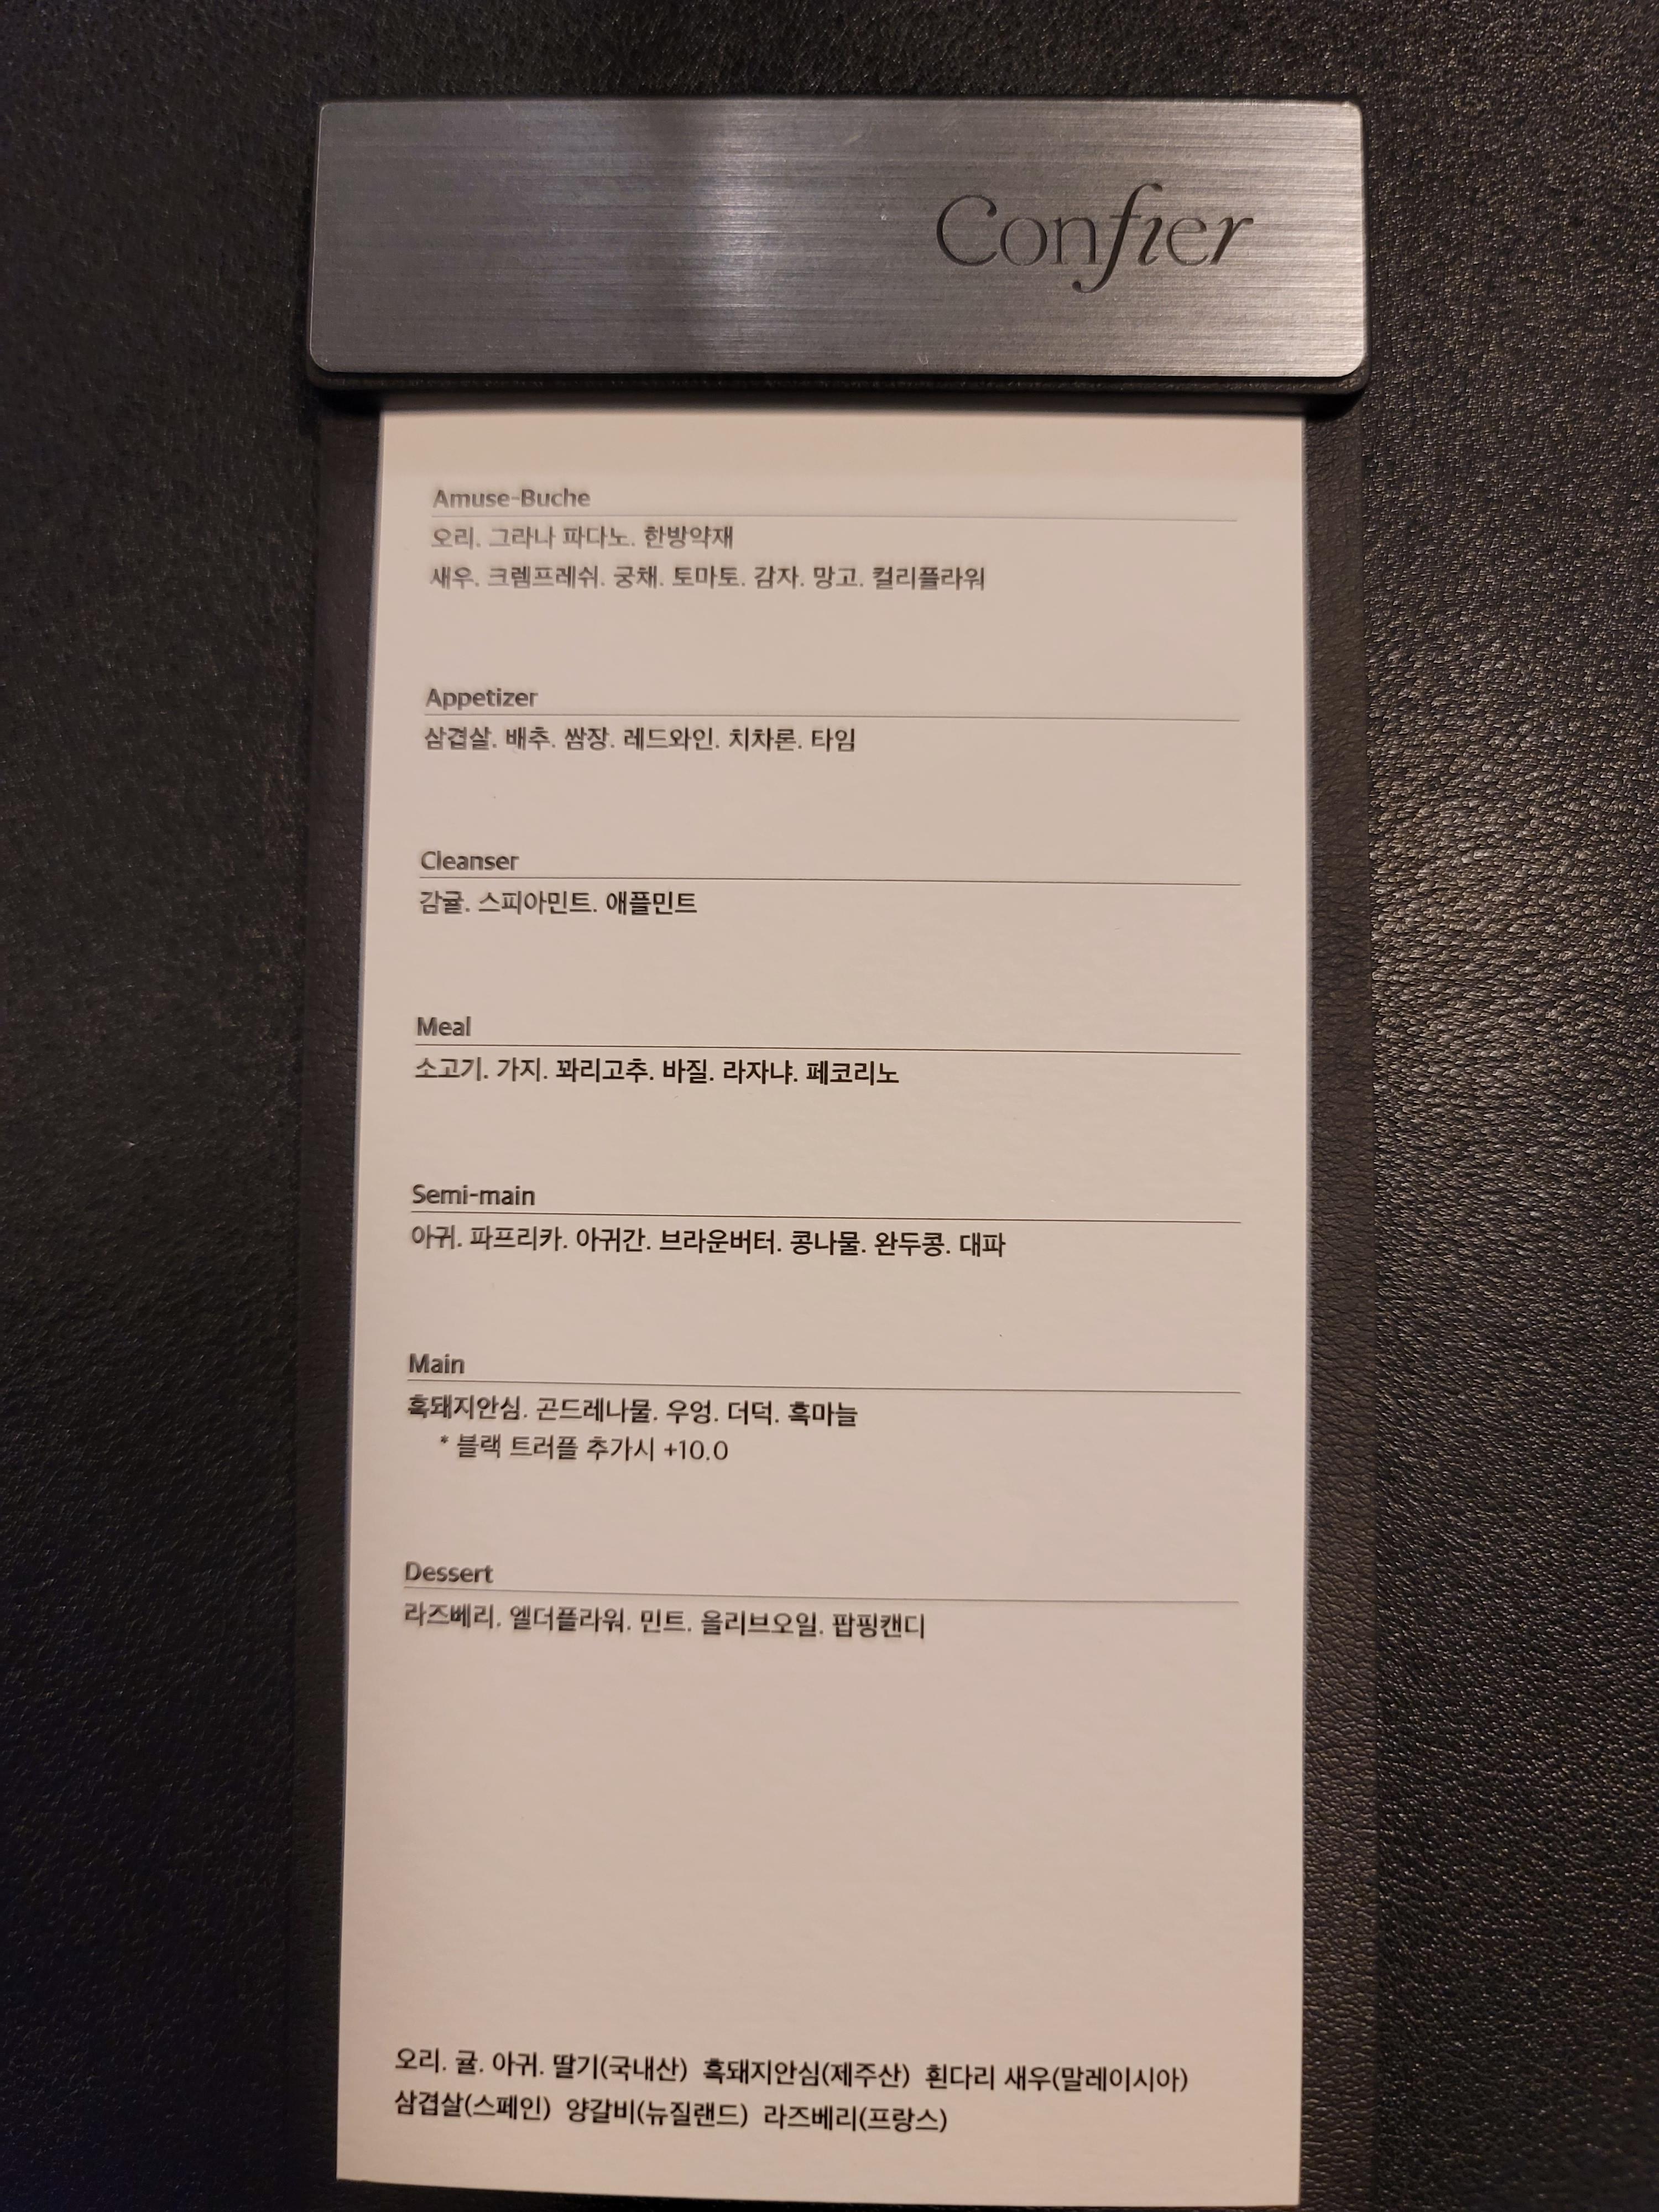 Confier
Amuse-Buche
오리. 그라나 파다노. 한방약재
새우. 크렘프레쉬. 궁채. 토마토. 감자. 망고. 컬리플라워
Appetizer
삼겹살. 배추. 쌈장. 레드와인. 치차론. 타임
Cleanser
감귤. 스피아민트. 애플민트
Meal
소고기. 가지. 꽈리고추. 바질. 라자냐. 페코리노
Semi-main
아귀. 파프리카. 아귀간. 브라운버터. 콩나물. 완두콩. 대파
Main
흑돼지안심. 곤드레나물. 우엉. 더덕. 흑마늘
* 블랙 트러플 추가시 +10.0
Dessert
라즈베리. 엘더플라워. 민트. 올리브오일. 팝핑캔디
오리. 귤. 아귀. 딸기(국내산) 흑돼지안심(제주산) 흰다리 새우(말레이시아)
삼겹살(스페인) 양갈비(뉴질랜드) 라즈베리(프랑스)